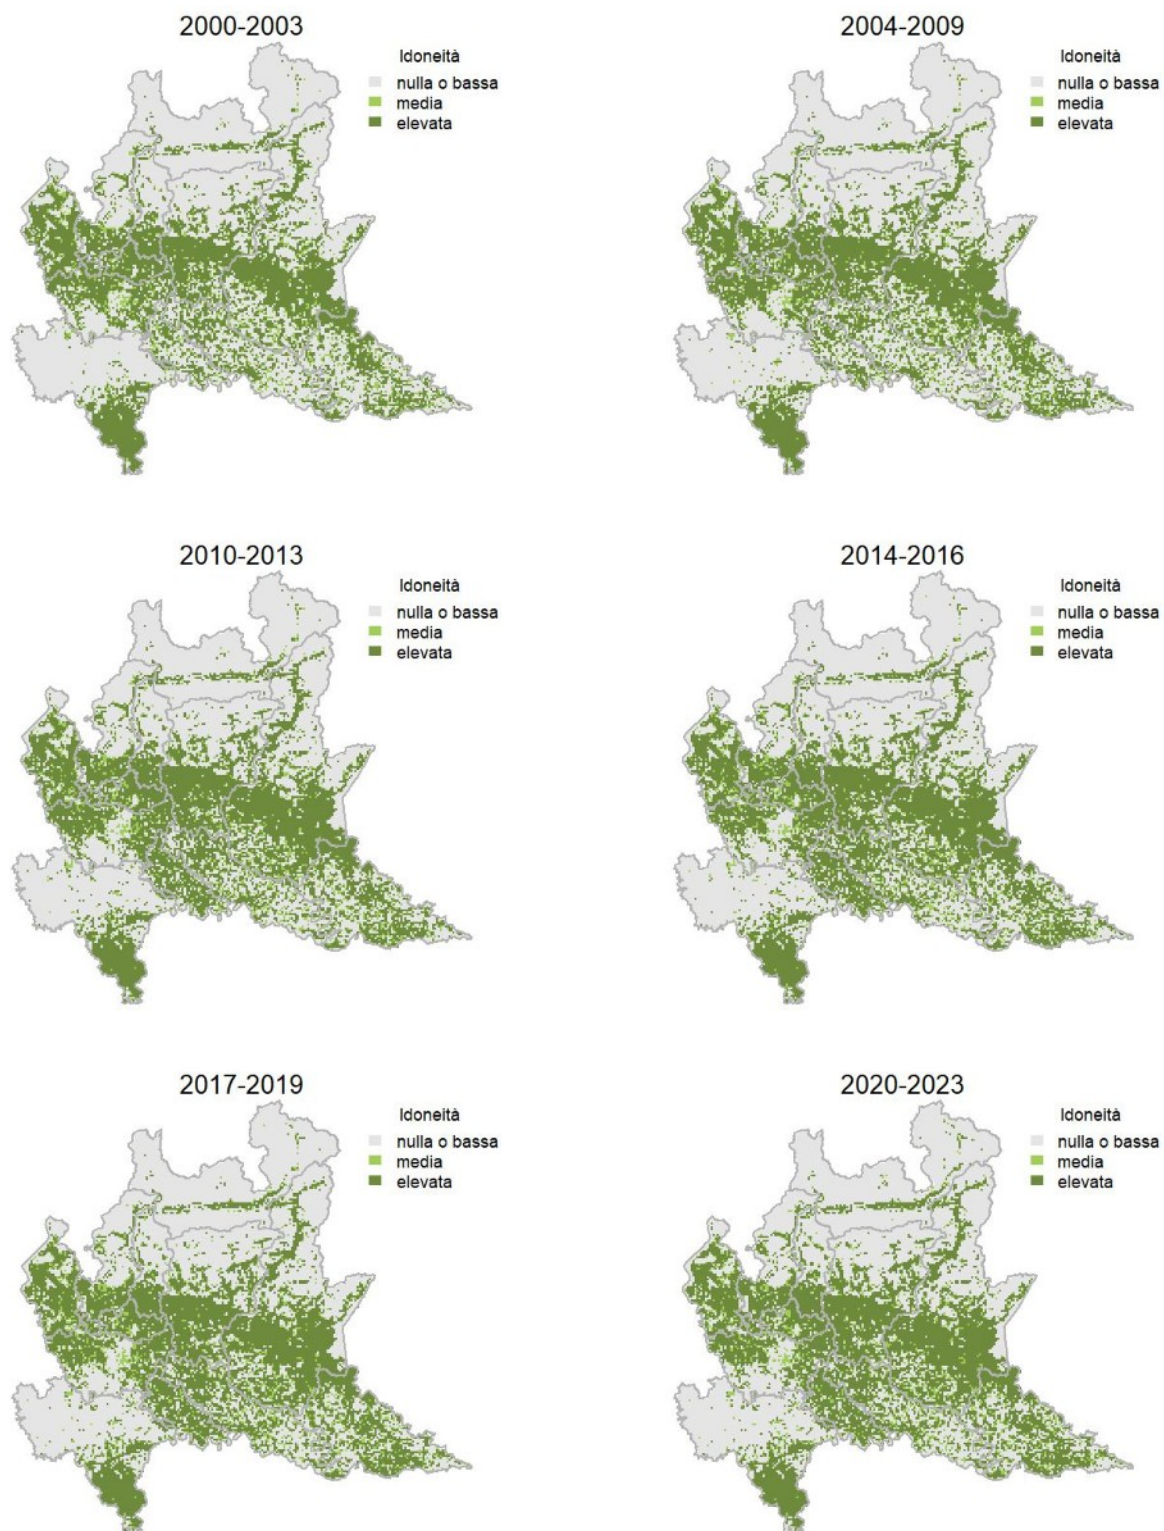 2000-2003
Idoneità
nulla o bassa
media
elevata
2004-2009
Idoneità
nulla o bassa
media
elevata
2010-2013
Idoneità
nulla o bassa
media
elevata
2014-2016
Idoneità
nulla o bassa
media
elevata
2017-2019
Idoneità
nulla o bassa
media
elevata
2020-2023
Idoneità
nulla o bassa
media
elevata